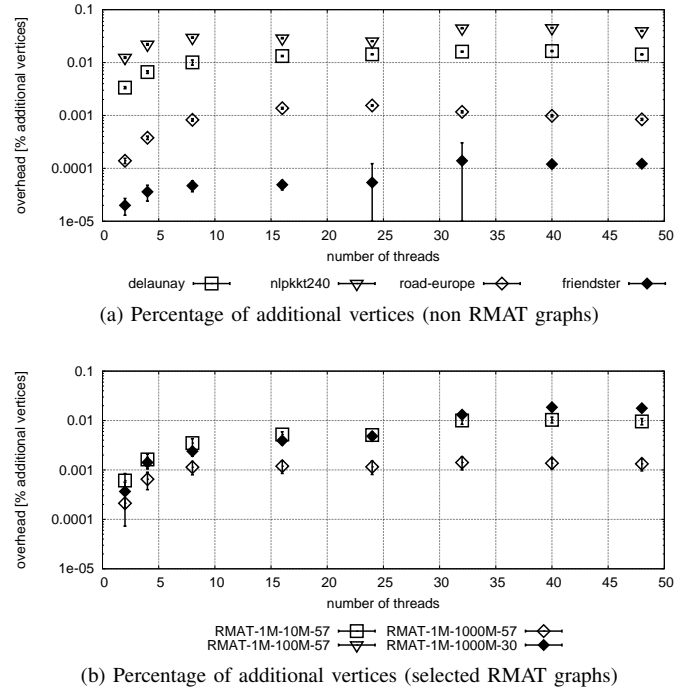 0.1
0.01
0.001
0.0001
1e-05
overhead [% additional vertices]
0 5 10 15 20 25 30 35 40 45 50
number of threads
delaunay nlpkkt240 road-europe friendster
(a) Percentage of additional vertices (non RMAT graphs)
0.1
0.01
0.001
0.0001
1e-05
overhead [% additional vertices]
0 5 10 15 20 25 30 35 40 45 50
number of threads
RMAT-1M-10M-57 RMAT-1M-1000M-57
RMAT-1M-100M-57 RMAT-1M-1000M-30
(b) Percentage of additional vertices (selected RMAT graphs)